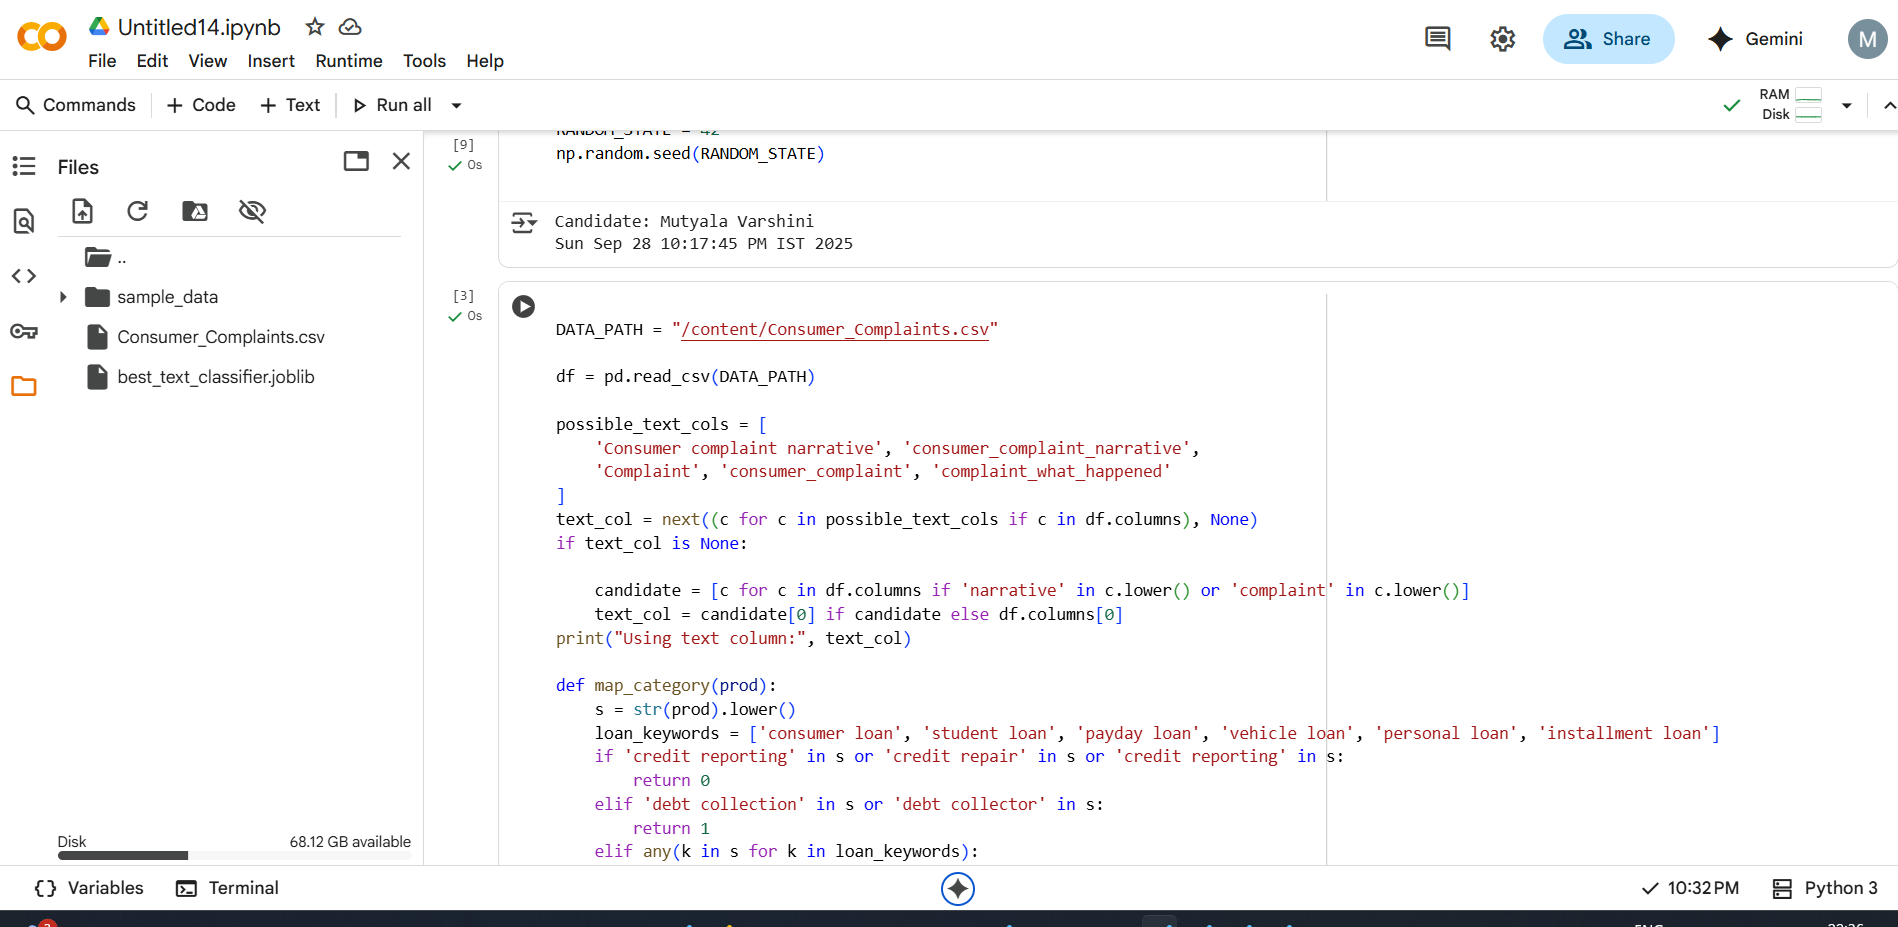 Untitled14.ipynb
File Edit View Insert Runtime Tools Help
Share
Gemini
M
Commands + Code + Text Run all
RAM
Disk
Files
..
sample_data
Consumer_Complaints.csv
best_text_classifier.joblib
Disk 68.12 GB available
[9]
0s
RANDOM_STATE = 42
np.random.seed(RANDOM_STATE)
Candidate: Mutyala Varshini
Sun Sep 28 10:17:45 PM IST 2025
[3]
0s
DATA_PATH = "/content/Consumer_Complaints.csv"
df = pd.read_csv(DATA_PATH)
possible_text_cols = [
    'Consumer complaint narrative', 'consumer_complaint_narrative',
    'Complaint', 'consumer_complaint', 'complaint_what_happened'
]
text_col = next((c for c in possible_text_cols if c in df.columns), None)
if text_col is None:
    candidate = [c for c in df.columns if 'narrative' in c.lower() or 'complaint' in c.lower()]
    text_col = candidate[0] if candidate else df.columns[0]
print("Using text column:", text_col)
def map_category(prod):
    s = str(prod).lower()
    loan_keywords = ['consumer loan', 'student loan', 'payday loan', 'vehicle loan', 'personal loan', 'installment loan']
    if 'credit reporting' in s or 'credit repair' in s or 'credit reporting' in s:
        return 0
    elif 'debt collection' in s or 'debt collector' in s:
        return 1
    elif any(k in s for k in loan_keywords):
Variables Terminal
10:32 PM Python 3